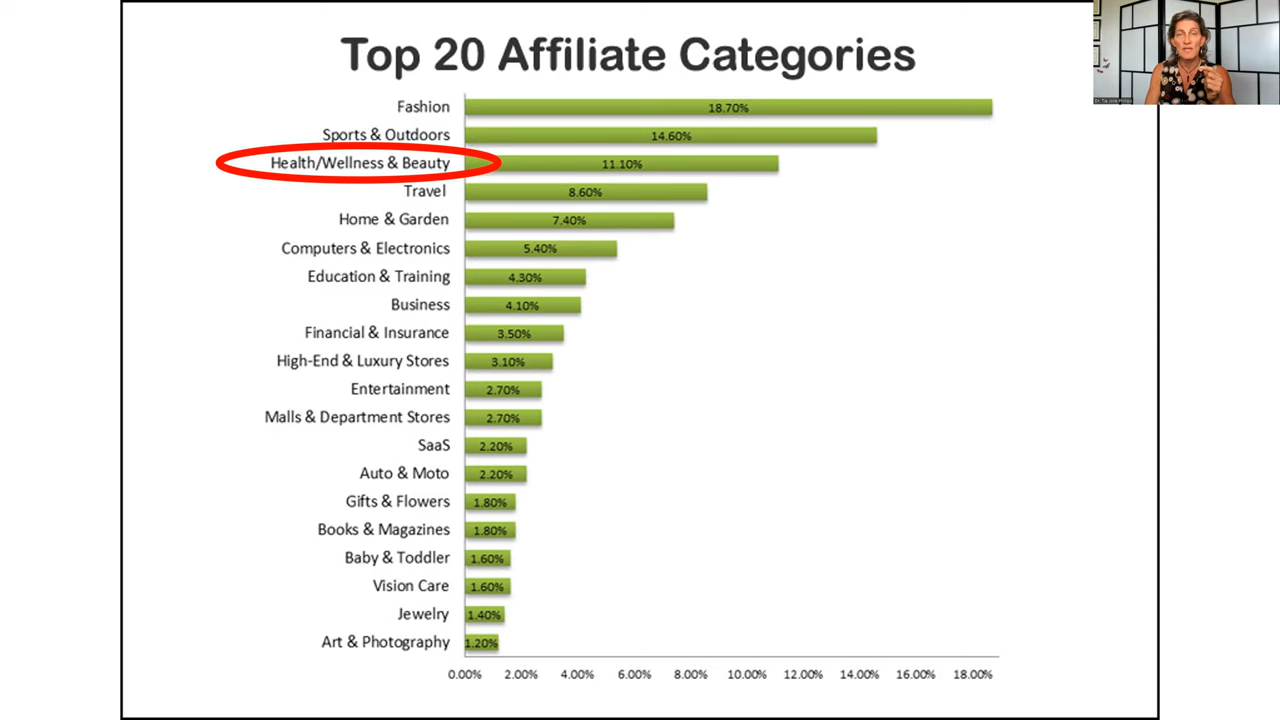 Top 20 Affiliate Categories
Fashion 18.70%
Sports & Outdoors 14.60%
Health/Wellness & Beauty 11.10%
Travel 8.60%
Home & Garden 7.40%
Computers & Electronics 5.40%
Education & Training 4.30%
Business 4.10%
Financial & Insurance 3.50%
High-End & Luxury Stores 3.10%
Entertainment 2.70%
Malls & Department Stores 2.70%
SaaS 2.20%
Auto & Moto 2.20%
Gifts & Flowers 1.80%
Books & Magazines 1.80%
Baby & Toddler 1.60%
Vision Care 1.60%
Jewelry 1.40%
Art & Photography 1.20%
0.00% 2.00% 4.00% 6.00% 8.00% 10.00% 12.00% 14.00% 16.00% 18.00%